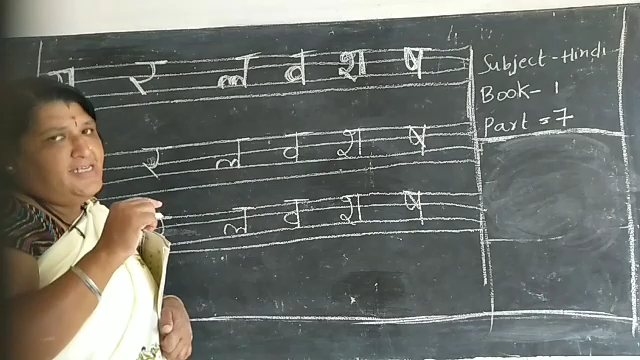 य र ल व श ष
र ल व श ष
ल व श ष
Subject-Hindi
Book- 1
Part = 7